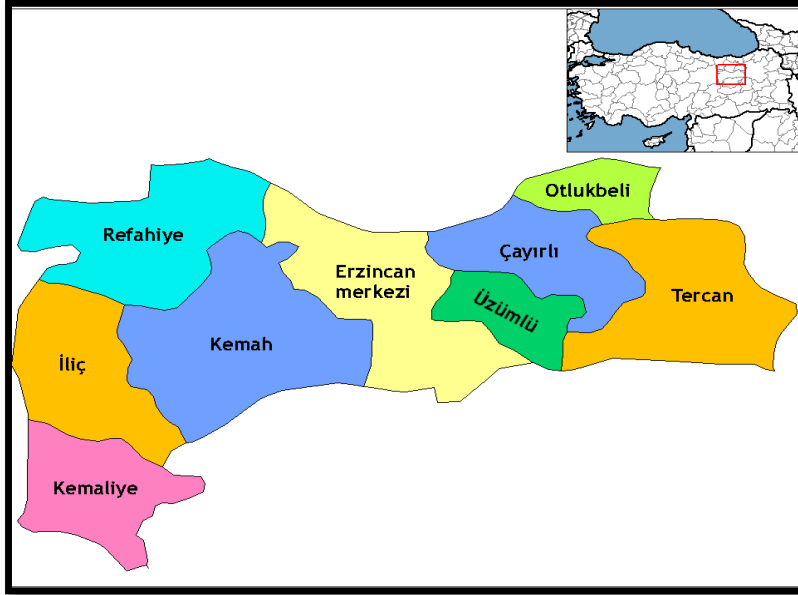 Otlukbeli
Refahiye
Çayırlı
Erzincan
merkezi
Tercan
Üzümlü
Kemah
İliç
Kemaliye